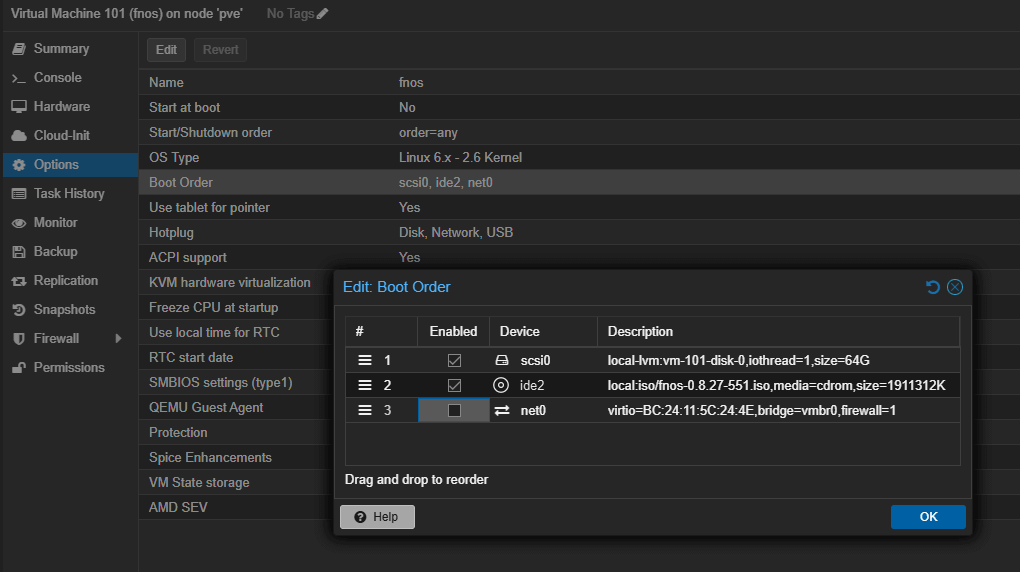 Virtual Machine 101 (fnos) on node 'pve' No Tags
Summary
Console
Hardware
Cloud-Init
Options
Task History
Monitor
Backup
Replication
Snapshots
Firewall
Permissions
Edit Revert
Name fnos
Start at boot No
Start/Shutdown order order=any
OS Type Linux 6.x - 2.6 Kernel
Boot Order scsi0, ide2, net0
Use tablet for pointer Yes
Hotplug Disk, Network, USB
ACPI support Yes
KVM hardware virtualization
Freeze CPU at startup
Use local time for RTC
RTC start date
SMBIOS settings (type1)
QEMU Guest Agent
Protection
Spice Enhancements
VM State storage
AMD SEV
Edit: Boot Order
# Enabled Device Description
1 scsi0 local-lvm:vm-101-disk-0,iothread=1,size=64G
2 ide2 local:iso/fnos-0.8.27-551.iso,media=cdrom,size=1911312K
3 net0 virtio=BC:24:11:5C:24:4E,bridge=vmbr0,firewall=1
Drag and drop to reorder
Help OK